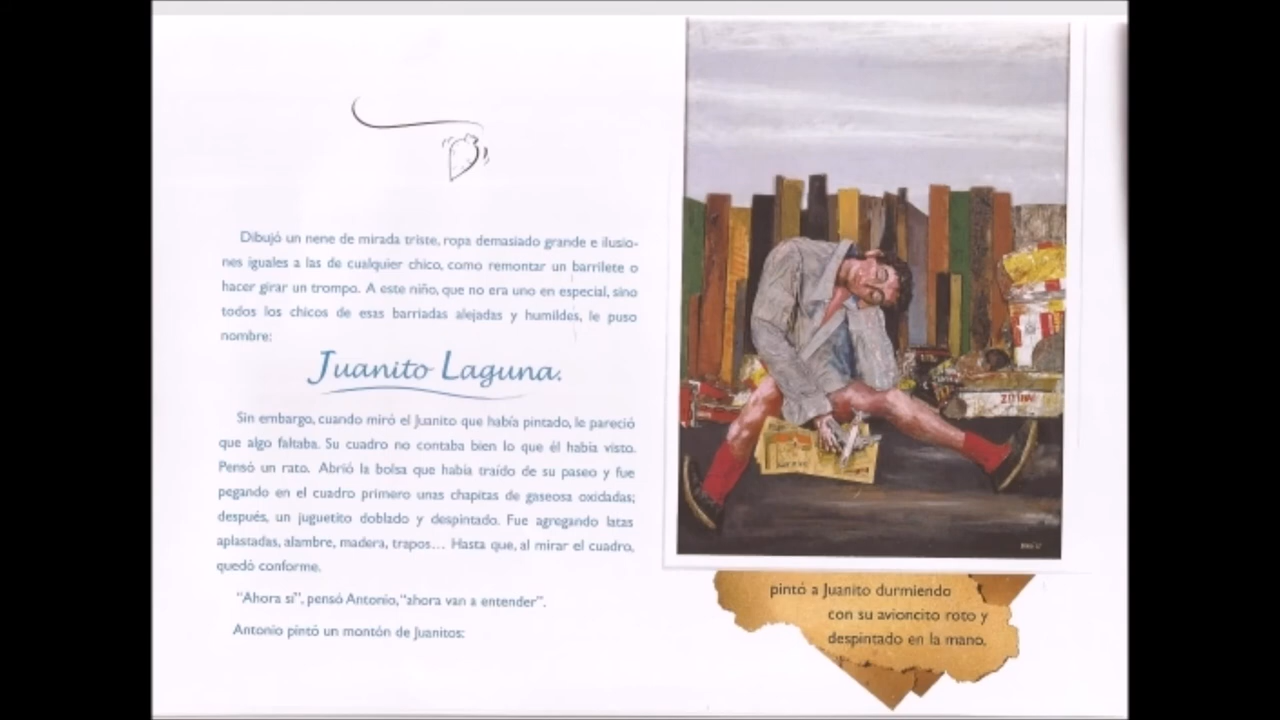 Dibujó un nene de mirada triste, ropa demasiado grande e ilusio-
nes iguales a las de cualquier chico, como remontar un barrilete o
hacer girar un trompo. A este niño, que no era uno en especial, sino
todos los chicos de esas barriadas alejadas y humildes, le puso
nombre:
Juanito Laguna.
Sin embargo, cuando miró el Juanito que había pintado, le pareció
que algo faltaba. Su cuadro no contaba bien lo que él había visto.
Pensó un rato. Abrió la bolsa que había traído de su paseo y fue
pegando en el cuadro primero unas chapitas de gaseosa oxidadas;
después, un juguetito doblado y despintado. Fue agregando latas
aplastadas, alambre, madera, trapos... Hasta que, al mirar el cuadro,
quedó conforme.
"Ahora sí", pensó Antonio, "ahora van a entender".
Antonio pintó un montón de Juanitos:
pintó a Juanito durmiendo
con su avioncito roto y
despintado en la mano,